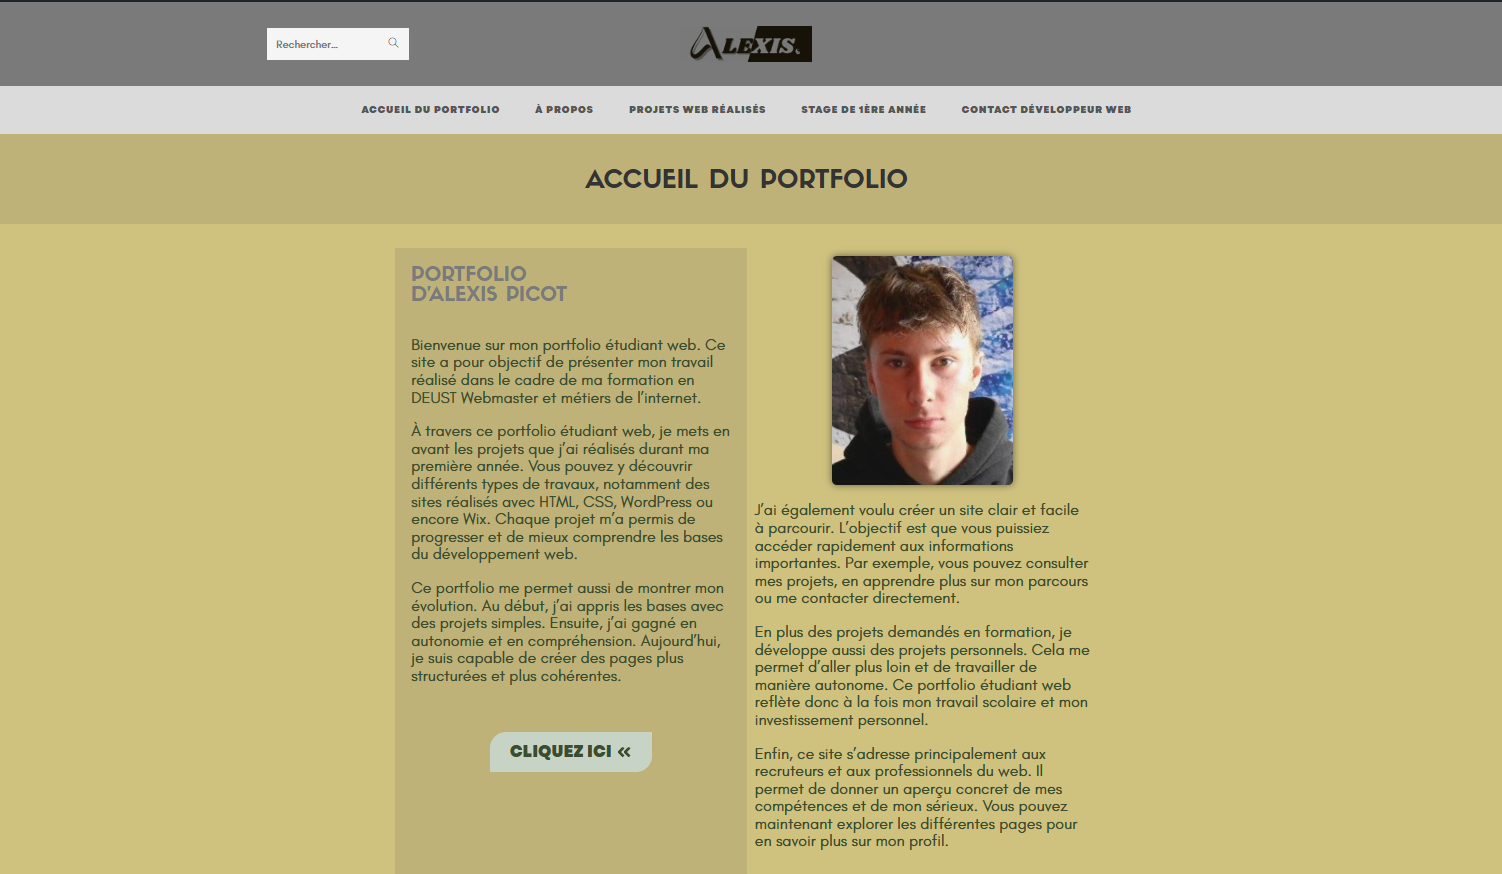 Rechercher...
ALEXIS.
ACCUEIL DU PORTFOLIO
À PROPOS
PROJETS WEB RÉALISÉS
STAGE DE 1ÈRE ANNÉE
CONTACT DÉVELOPPEUR WEB
ACCUEIL DU PORTFOLIO
PORTFOLIO
D'ALEXIS PICOT
Bienvenue sur mon portfolio étudiant web. Ce
site a pour objectif de présenter mon travail
réalisé dans le cadre de ma formation en
DEUST Webmaster et métiers de l'internet.
À travers ce portfolio étudiant web, je mets en
avant les projets que j'ai réalisés durant ma
première année. Vous pouvez y découvrir
différents types de travaux, notamment des
sites réalisés avec HTML, CSS, WordPress ou
encore Wix. Chaque projet m'a permis de
progresser et de mieux comprendre les bases
du développement web.
Ce portfolio me permet aussi de montrer mon
évolution. Au début, j'ai appris les bases avec
des projets simples. Ensuite, j'ai gagné en
autonomie et en compréhension. Aujourd'hui,
je suis capable de créer des pages plus
structurées et plus cohérentes.
CLIQUEZ ICI «
J'ai également voulu créer un site clair et facile
à parcourir. L'objectif est que vous puissiez
accéder rapidement aux informations
importantes. Par exemple, vous pouvez consulter
mes projets, en apprendre plus sur mon parcours
ou me contacter directement.
En plus des projets demandés en formation, je
développe aussi des projets personnels. Cela me
permet d'aller plus loin et de travailler de
manière autonome. Ce portfolio étudiant web
reflète donc à la fois mon travail scolaire et mon
investissement personnel.
Enfin, ce site s'adresse principalement aux
recruteurs et aux professionnels du web. Il
permet de donner un aperçu concret de mes
compétences et de mon sérieux. Vous pouvez
maintenant explorer les différentes pages pour
en savoir plus sur mon profil.